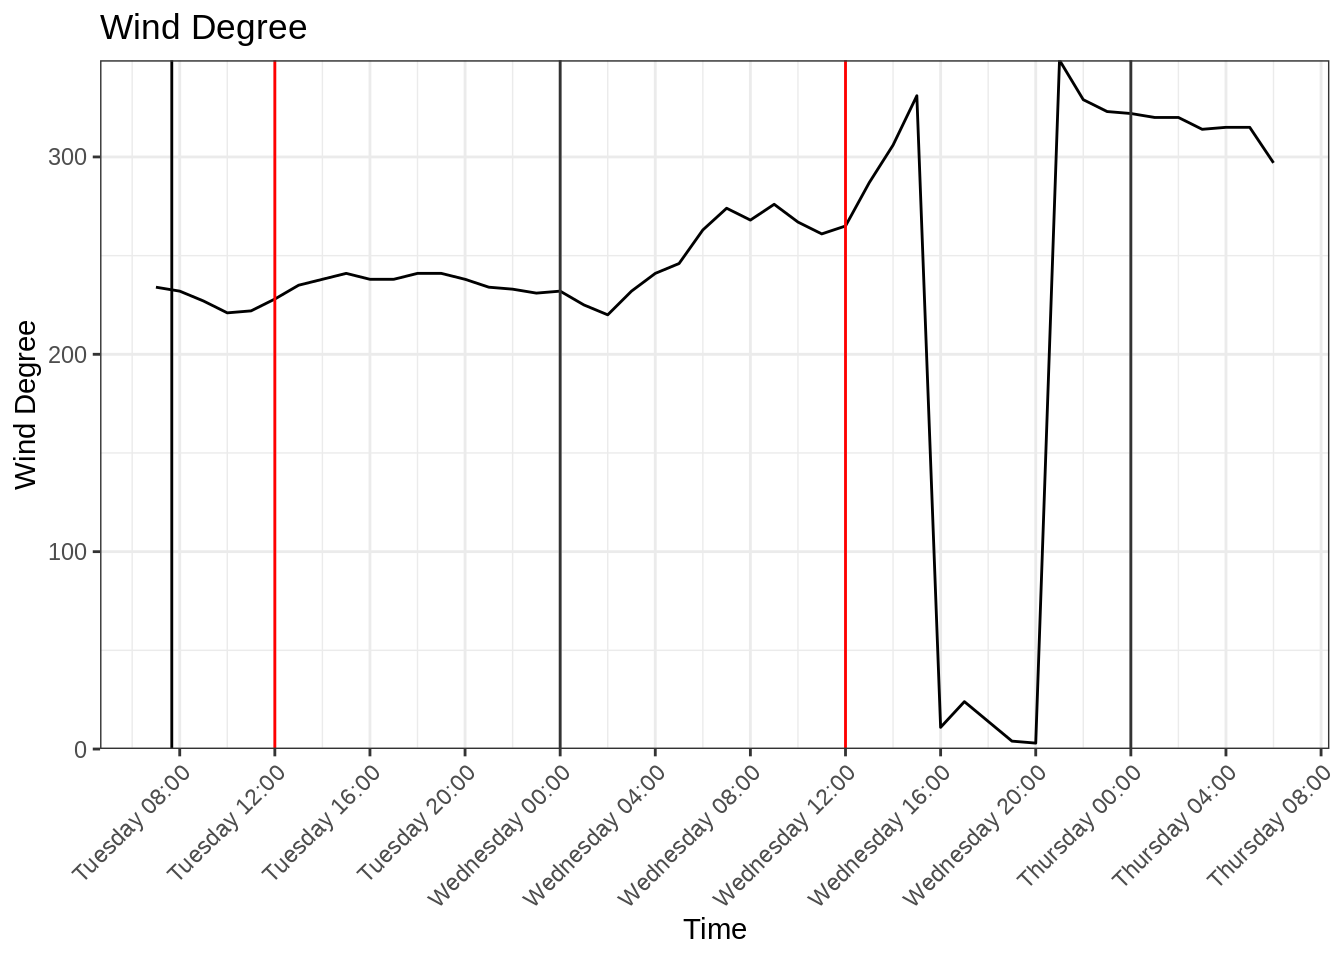 Wind Degree
Wind Degree
300
200
100
0
Tuesday 08:00
Tuesday 12:00
Tuesday 16:00
Tuesday 20:00
Wednesday 00:00
Wednesday 04:00
Wednesday 08:00
Wednesday 12:00
Wednesday 16:00
Wednesday 20:00
Thursday 00:00
Thursday 04:00
Thursday 08:00
Time